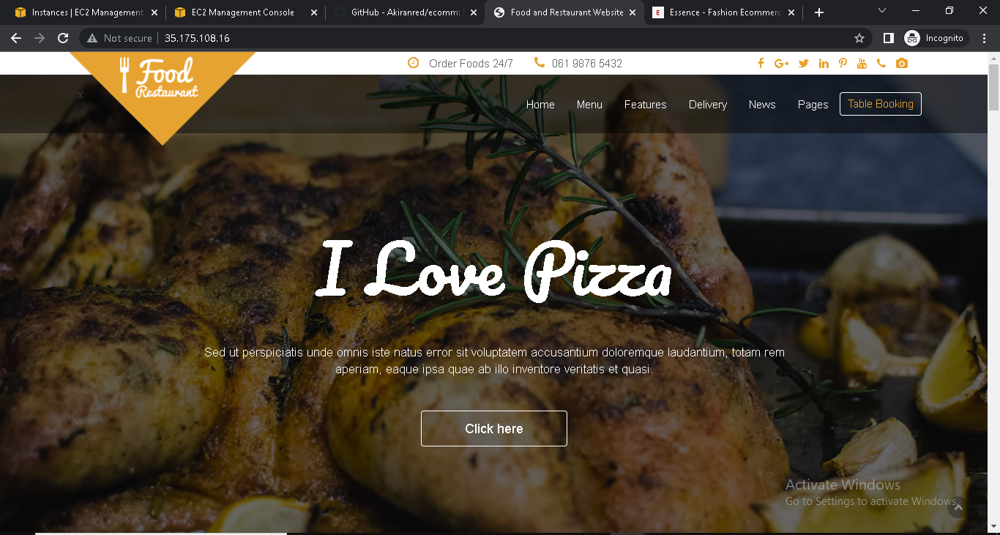 Instances | EC2 Management
EC2 Management Console
GitHub - Akiranred/ecomm:
Food and Restaurant Website
E
Essence - Fashion Ecommerc
Not secure
35.175.108.16
Incognito
Food
Restaurant
Order Foods 24/7
061 9876 5432
You
Tube
x
Home
Menu
Features
Delivery
News
Pages
Table Booking
I Love Pizza
Sed ut perspiciatis unde omnis iste natus error sit voluptatem accusantium doloremque laudantium, totam rem
aperiam, eaque ipsa quae ab illo inventore veritatis et quasi.
Click here
Activate Windows
Go to Settings to activate Windows.